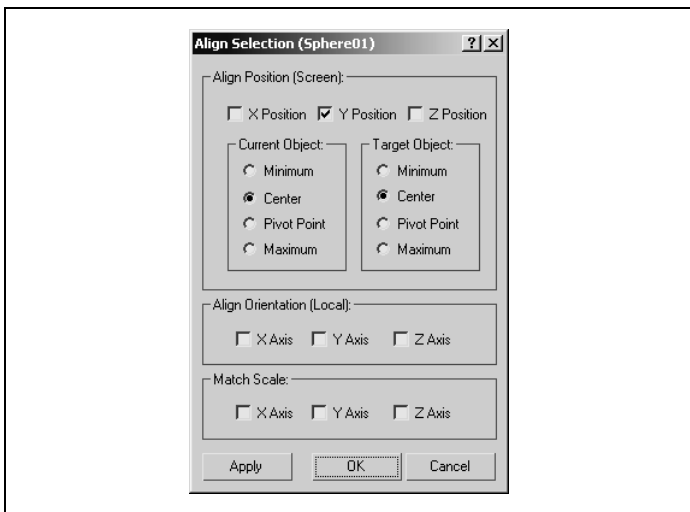 Align Selection (Sphere01)
Align Position (Screen):
X Position Y Position Z Position
Current Object: Target Object:
Minimum Minimum
Center Center
Pivot Point Pivot Point
Maximum Maximum
Align Orientation (Local):
X Axis Y Axis Z Axis
Match Scale:
X Axis Y Axis Z Axis
Apply OK Cancel